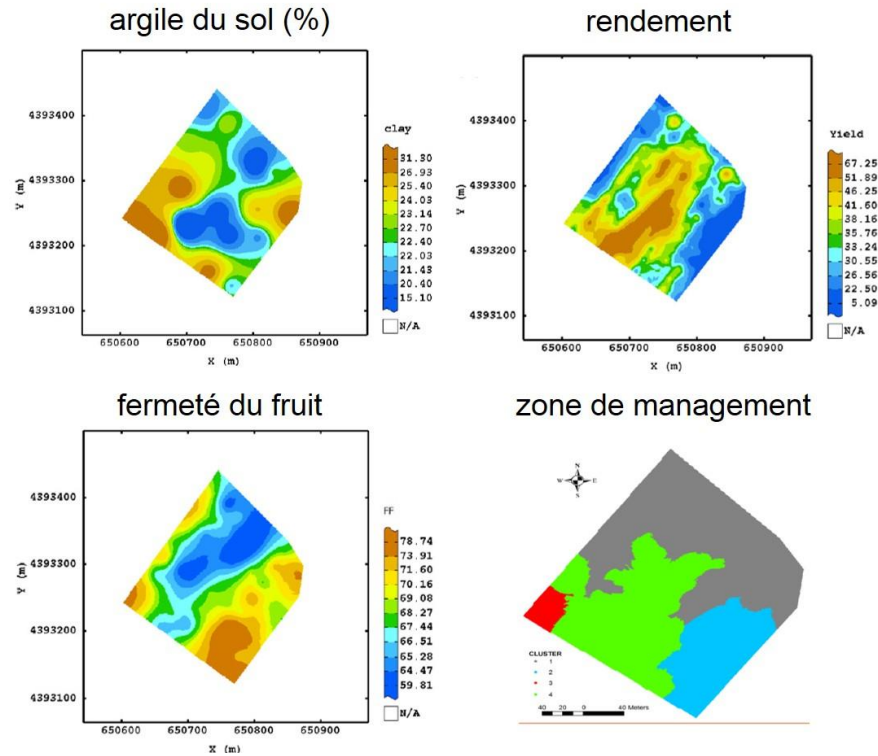 argile du sol (%)
Y (m)
4393400
4393300
4393200
4393100
650600 650700 650800 650900
X (m)
clay
31.30
26.93
25.40
24.03
23.14
22.70
22.40
22.03
21.43
20.40
15.10
N/A
rendement
Y (m)
4393400
4393300
4393200
4393100
650600 650700 650800 650900
X (m)
Yield
67.25
51.89
46.25
41.60
38.16
35.76
33.24
30.55
26.56
22.50
5.09
N/A
fermeté du fruit
Y (m)
4393400
4393300
4393200
4393100
650600 650700 650800 650900
X (m)
FF
78.74
73.91
71.60
70.16
69.08
68.27
67.44
66.51
65.28
64.47
59.81
N/A
zone de management
N
W E
S
CLUSTER
1
2
3
4
40 20 0 40 Meters